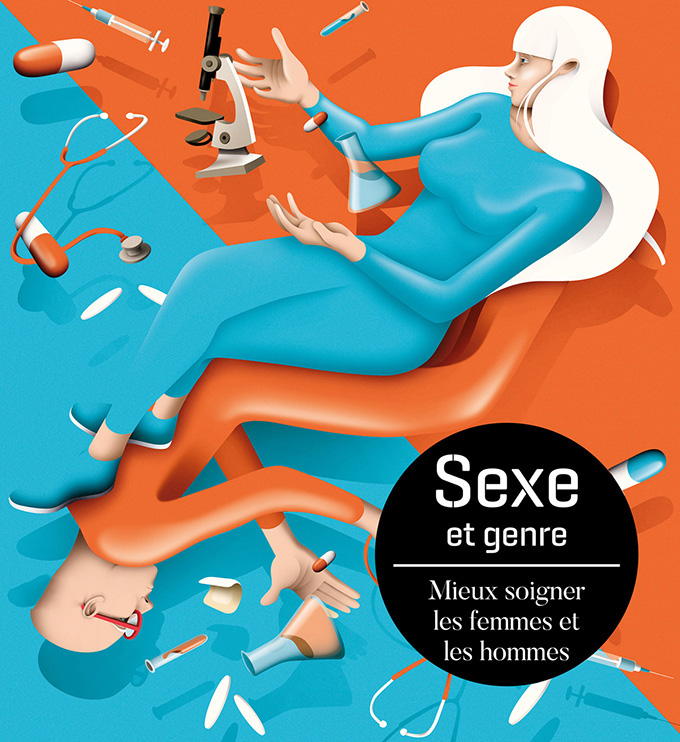 Sexe
et genre
Mieux soigner
les femmes et
les hommes